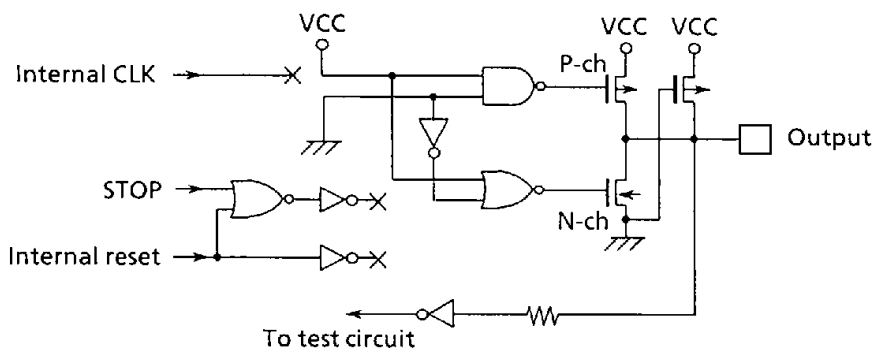 VCC
VCC
VCC
Internal CLK
P-ch
Output
STOP
N-ch
Internal reset
To test circuit